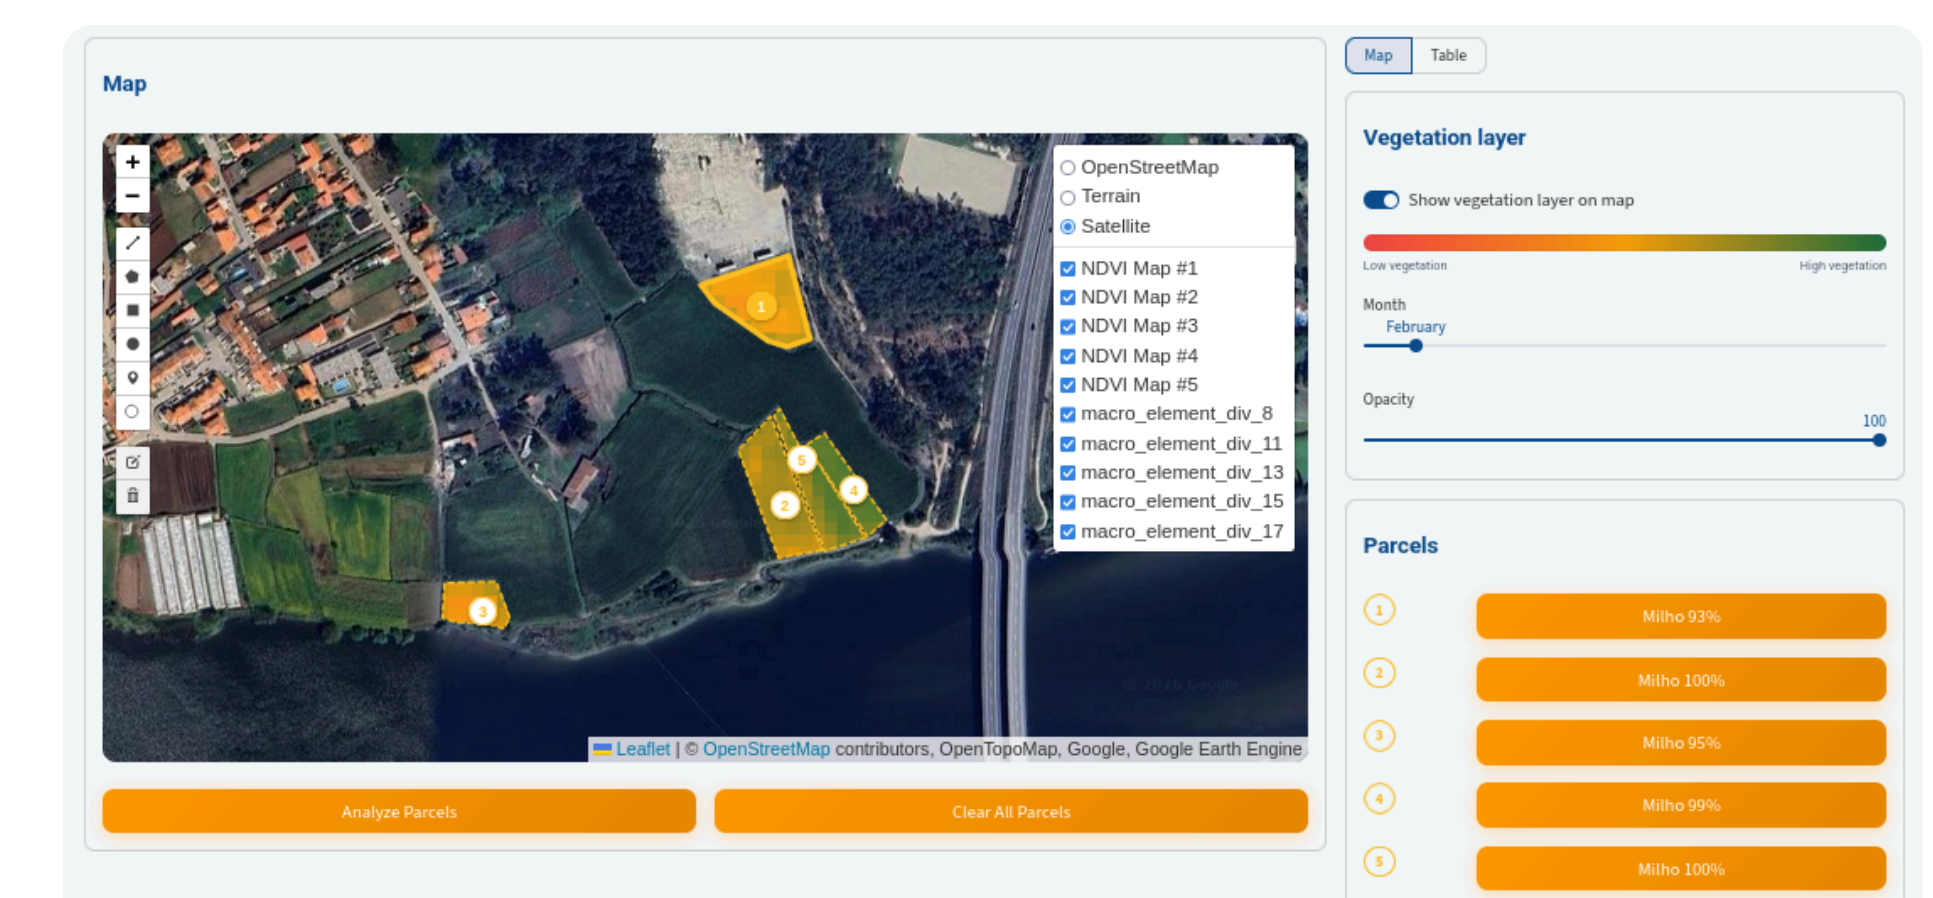 Map
+
−
OpenStreetMap
Terrain
Satellite
NDVI Map #1
NDVI Map #2
NDVI Map #3
NDVI Map #4
NDVI Map #5
macro_element_div_8
macro_element_div_11
macro_element_div_13
macro_element_div_15
macro_element_div_17
1
5
4
2
3
© 2026 Google
Leaflet | © OpenStreetMap contributors, OpenTopoMap, Google, Google Earth Engine
Analyze Parcels
Clear All Parcels
Map
Table
Vegetation layer
Show vegetation layer on map
Low vegetation
High vegetation
Month
February
Opacity
100
Parcels
1
Milho 93%
2
Milho 100%
3
Milho 95%
4
Milho 99%
5
Milho 100%